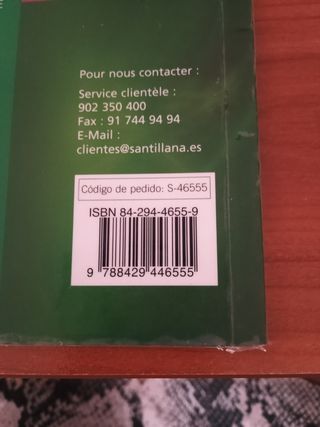 Pour nous contacter :
Service clientèle :
902 350 400
Fax : 91 744 94 94
E-Mail :
clientes@santillana.es
Código de pedido: S-46555
ISBN 84-294-4655-9
9 788429 446555